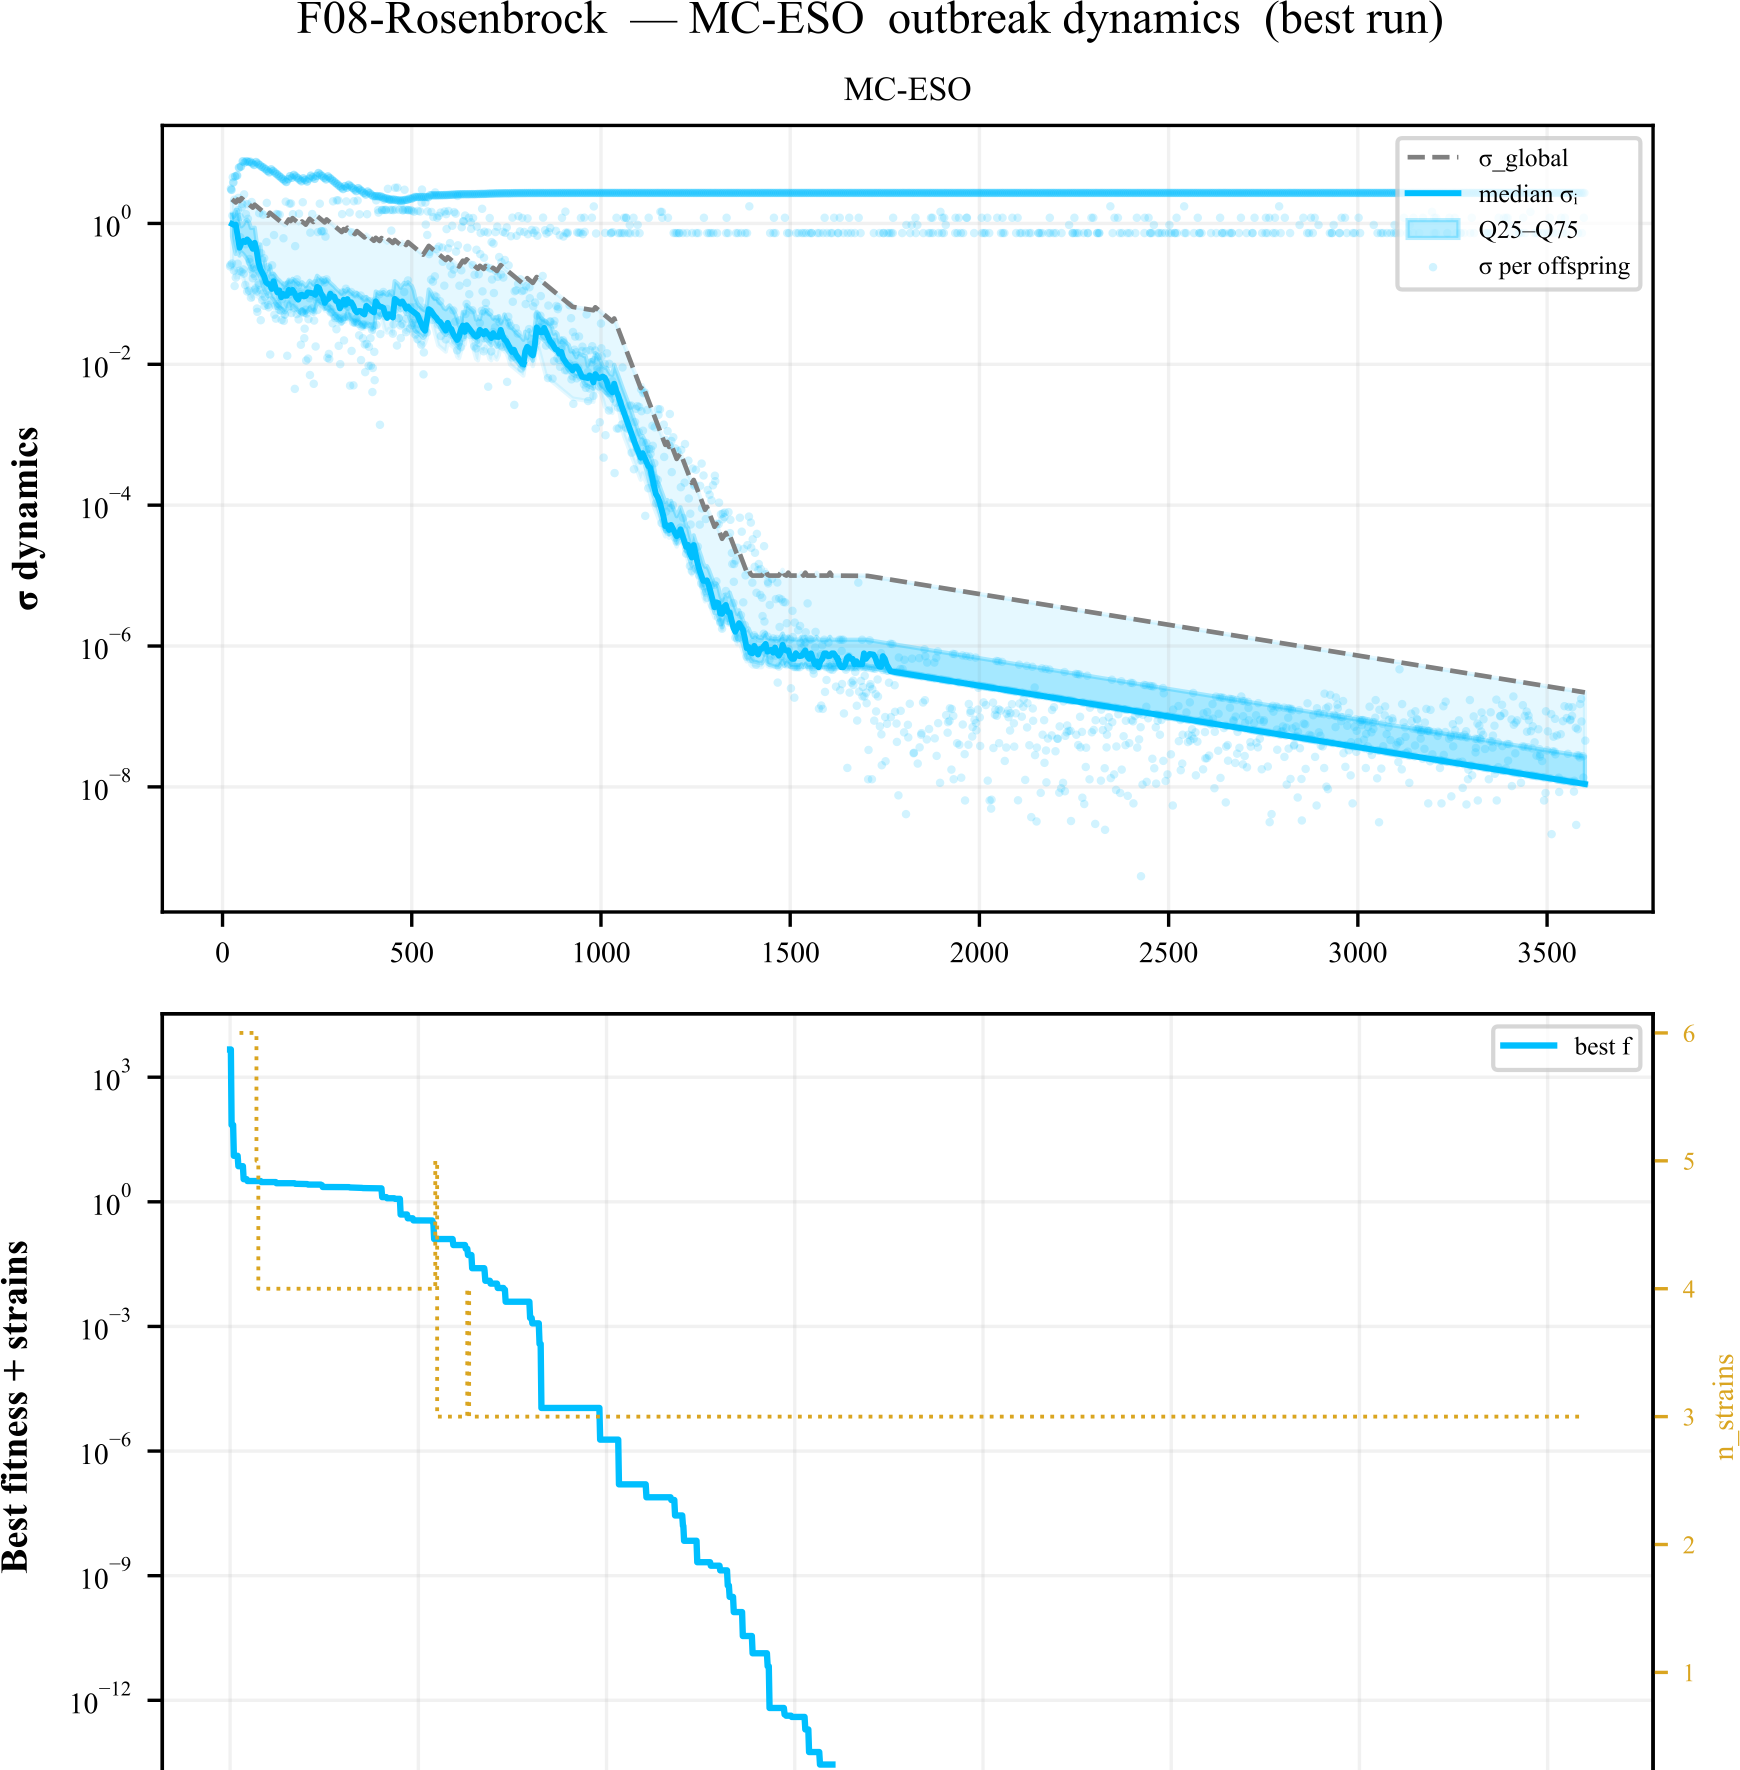 F08-Rosenbrock — MC-ESO outbreak dynamics (best run)
MC-ESO
σ dynamics
10⁰
10⁻²
10⁻⁴
10⁻⁶
10⁻⁸
σ_global
median σᵢ
Q25–Q75
σ per offspring
0 500 1000 1500 2000 2500 3000 3500
Best fitness + strains
10³
10⁰
10⁻³
10⁻⁶
10⁻⁹
10⁻¹²
best f
6
5
4
3
2
1
n_strains